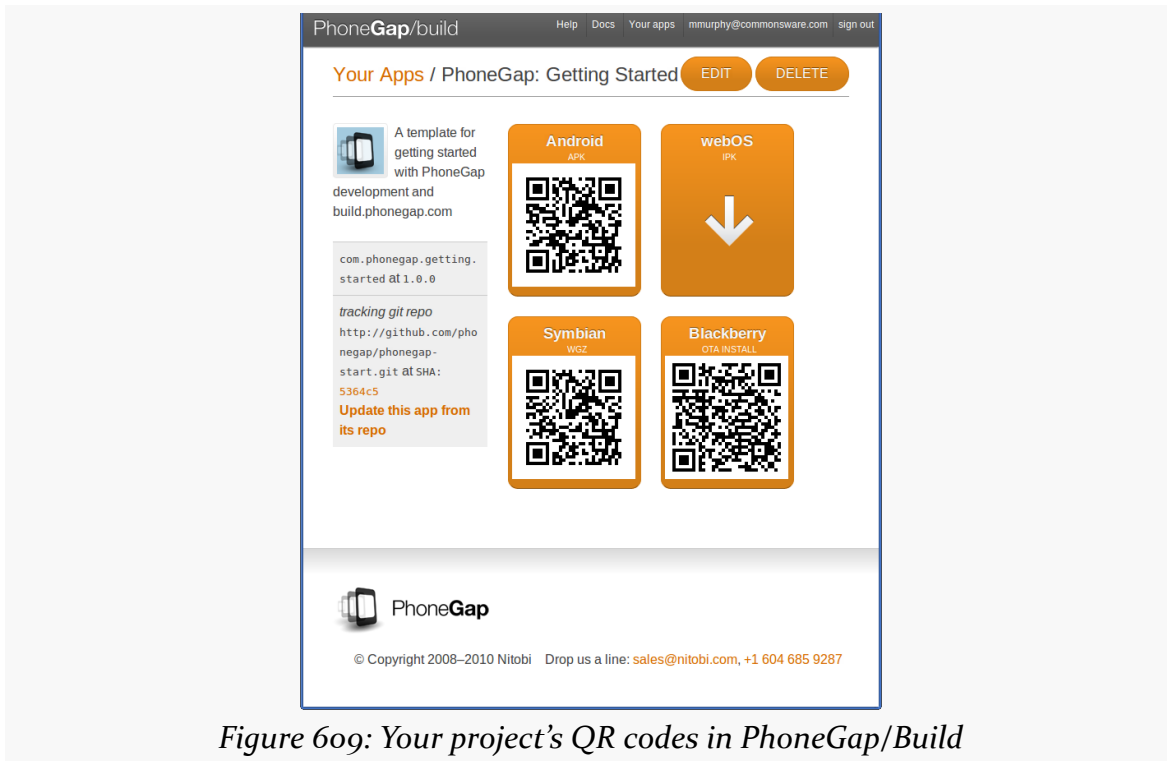 PhoneGap/build
Help Docs Your apps mmurphy@commonsware.com sign out
Your Apps / PhoneGap: Getting Started
EDIT DELETE
A template for
getting started
with PhoneGap
development and
build.phonegap.com
com.phonegap.getting.
started at 1.0.0
tracking git repo
http://github.com/pho
negap/phonegap-
start.git at SHA:
5364c5
Update this app from
its repo
Android
APK
webOS
IPK
Symbian
WGZ
Blackberry
OTA INSTALL
PhoneGap
© Copyright 2008–2010 Nitobi Drop us a line: sales@nitobi.com, +1 604 685 9287
Figure 609: Your project's QR codes in PhoneGap/Build